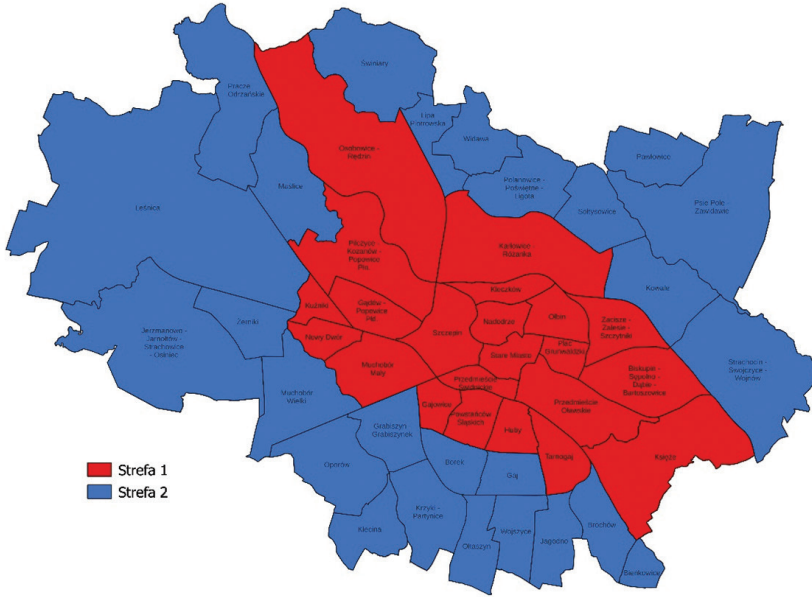 Świniary
Pracze
Odrzańskie
Lipa
Piotrowska
Widawa
Osobowice -
Rędzin
Pawłowice
Polanowice -
Poświętne -
Ligota
Psie Pole -
Zawidawie
Maślice
Sołtysowice
Leśnica
Karłowice -
Różanka
Pilczyce -
Kozanów -
Popowice
Płn.
Kowale
Kleczków
Kuźniki
Gądów -
Popowice
Płd.
Ołbin
Nadodrze
Zacisze -
Zalesie -
Szczytniki
Żerniki
Jerzmanowo -
Jarnołtów -
Strachowice
- Osiniec
Nowy Dwór
Szczepin
Plac
Grunwaldzki
Stare Miasto
Strachocin -
Swojczyce -
Wojnów
Muchobór
Mały
Biskupin -
Sępolno -
Dąbie -
Bartoszowice
Przedmieście
Świdnickie
Muchobór
Wielki
Gajowice
Przedmieście
Oławskie
Powstańców
Śląskich
Huby
Grabiszyn -
Grabiszynek
Tarnogaj
Księże
Borek
Oporów
Gaj
Strefa 1
Strefa 2
Krzyki -
Partynice
Klecina
Brochów
Wojszyce
Jagodno
Ołtaszyn
Bieńkowice